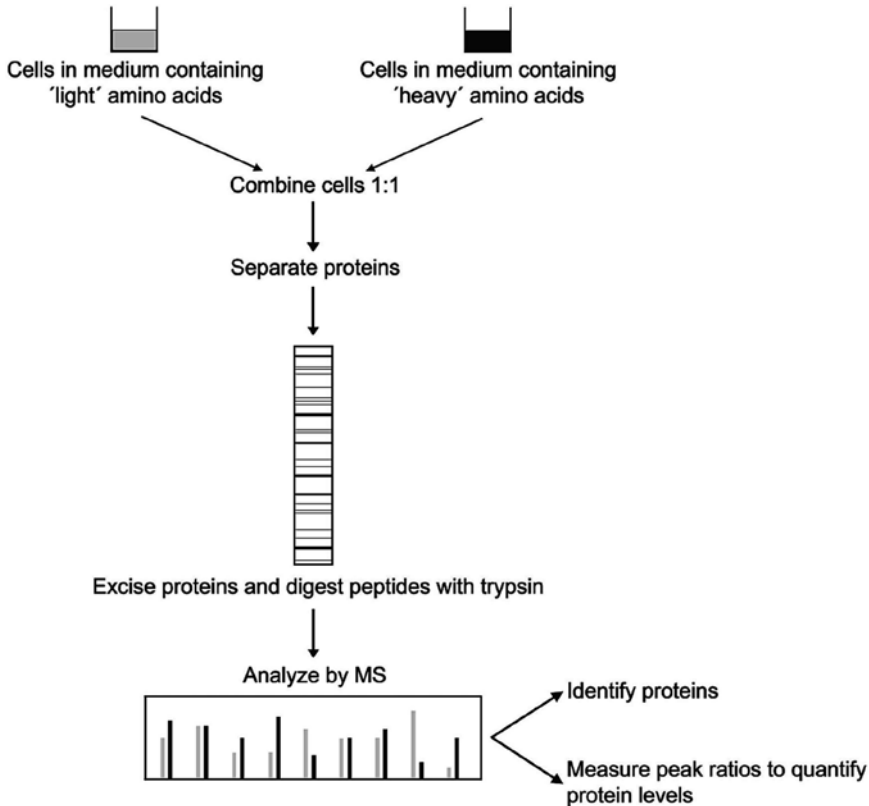 Cells in medium containing
´light´ amino acids
Cells in medium containing
´heavy´ amino acids
Combine cells 1:1
Separate proteins
Excise proteins and digest peptides with trypsin
Analyze by MS
Identify proteins
Measure peak ratios to quantify
protein levels